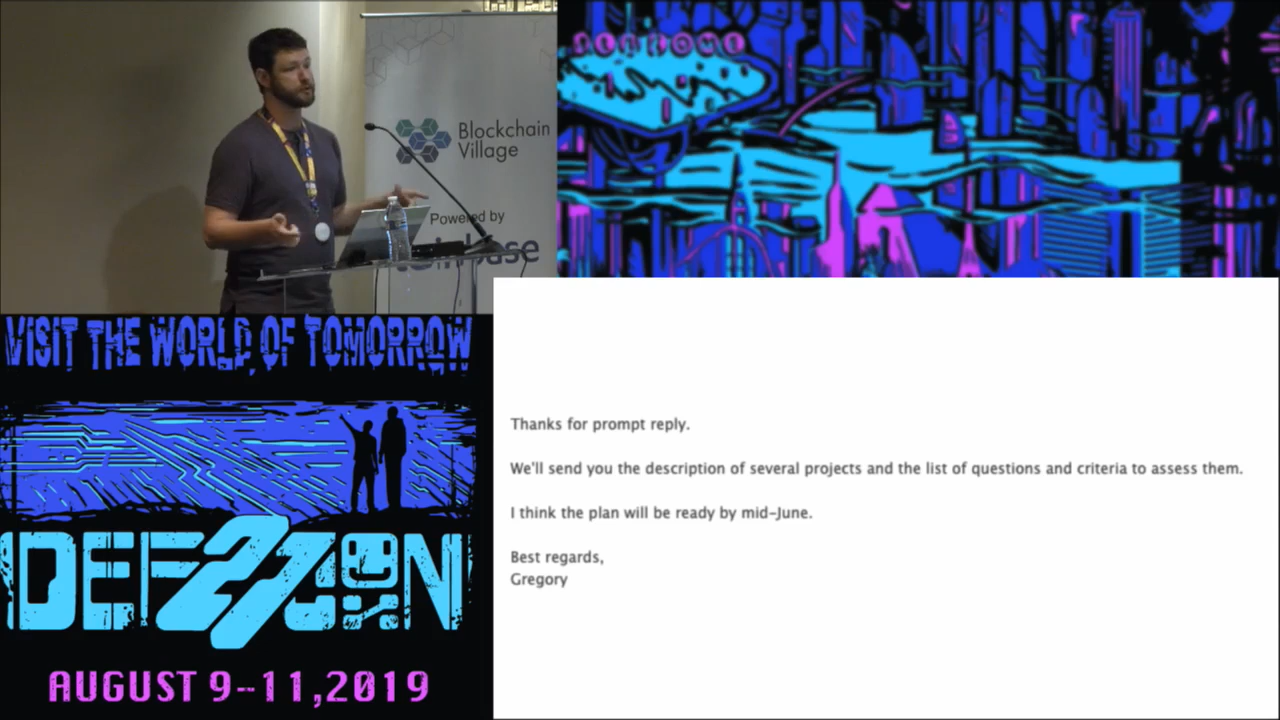 Blockchain
Village
Powered by
WELCOME
VISIT THE WORLD OF TOMORROW
DEF27CON
AUGUST 9--11,2019
Thanks for prompt reply.
We'll send you the description of several projects and the list of questions and criteria to assess them.
I think the plan will be ready by mid-June.
Best regards,
Gregory